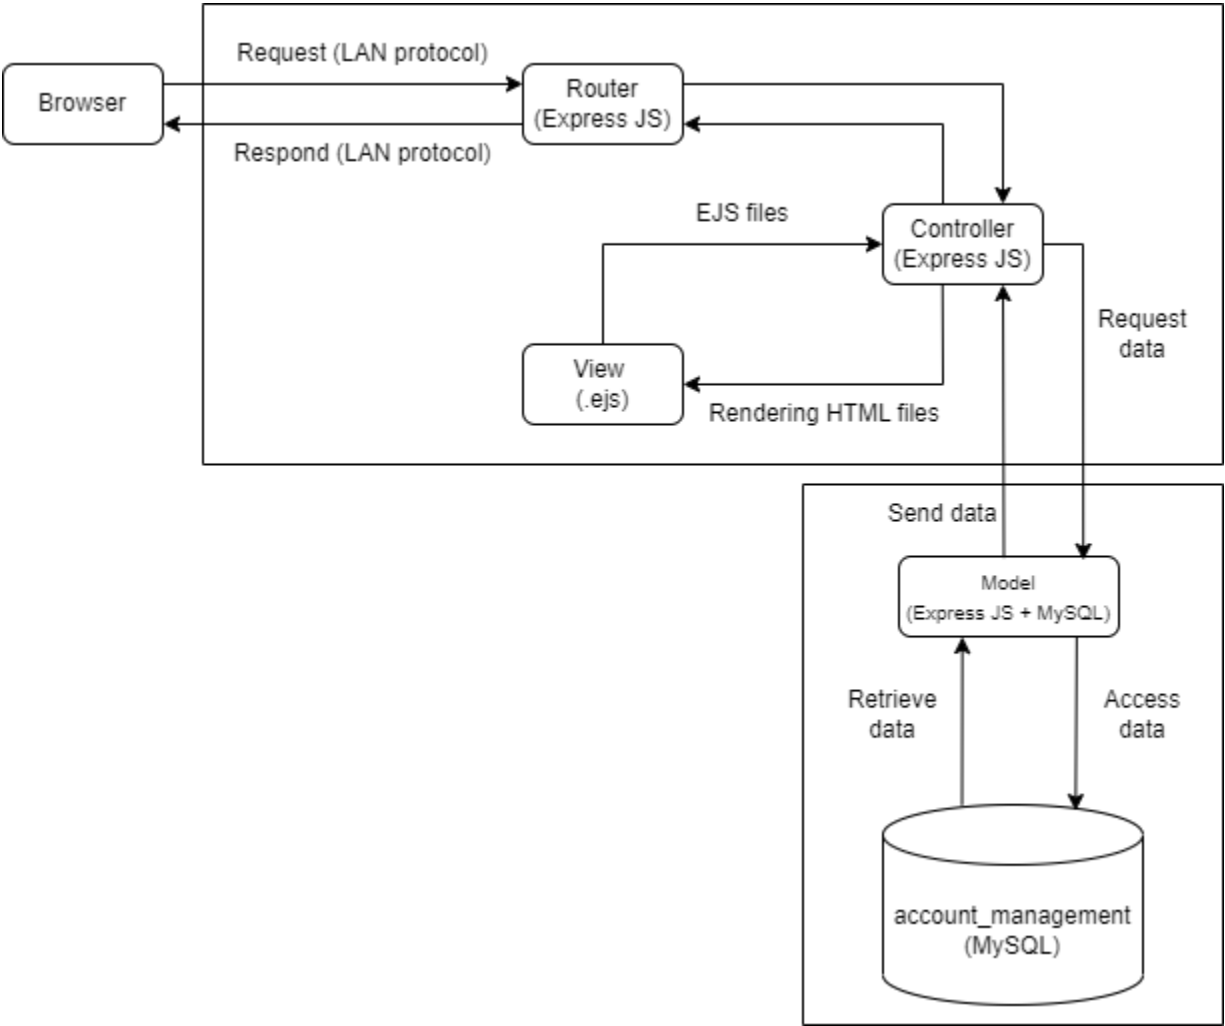 Request (LAN protocol)
Browser
Router
(Express JS)
Respond (LAN protocol)
EJS files
Controller
(Express JS)
Request
data
View
(.ejs)
Rendering HTML files
Send data
Model
(Express JS + MySQL)
Retrieve
data
Access
data
account_management
(MySQL)